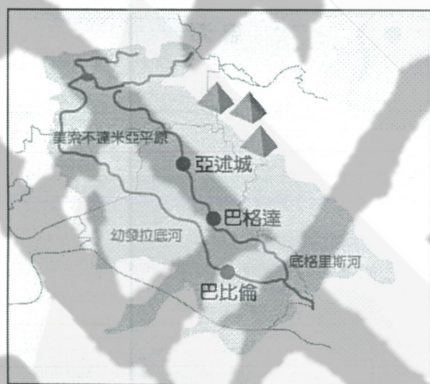 美索不達米亞平原
亞述城
巴格達
幼發拉底河
底格里斯河
巴比倫